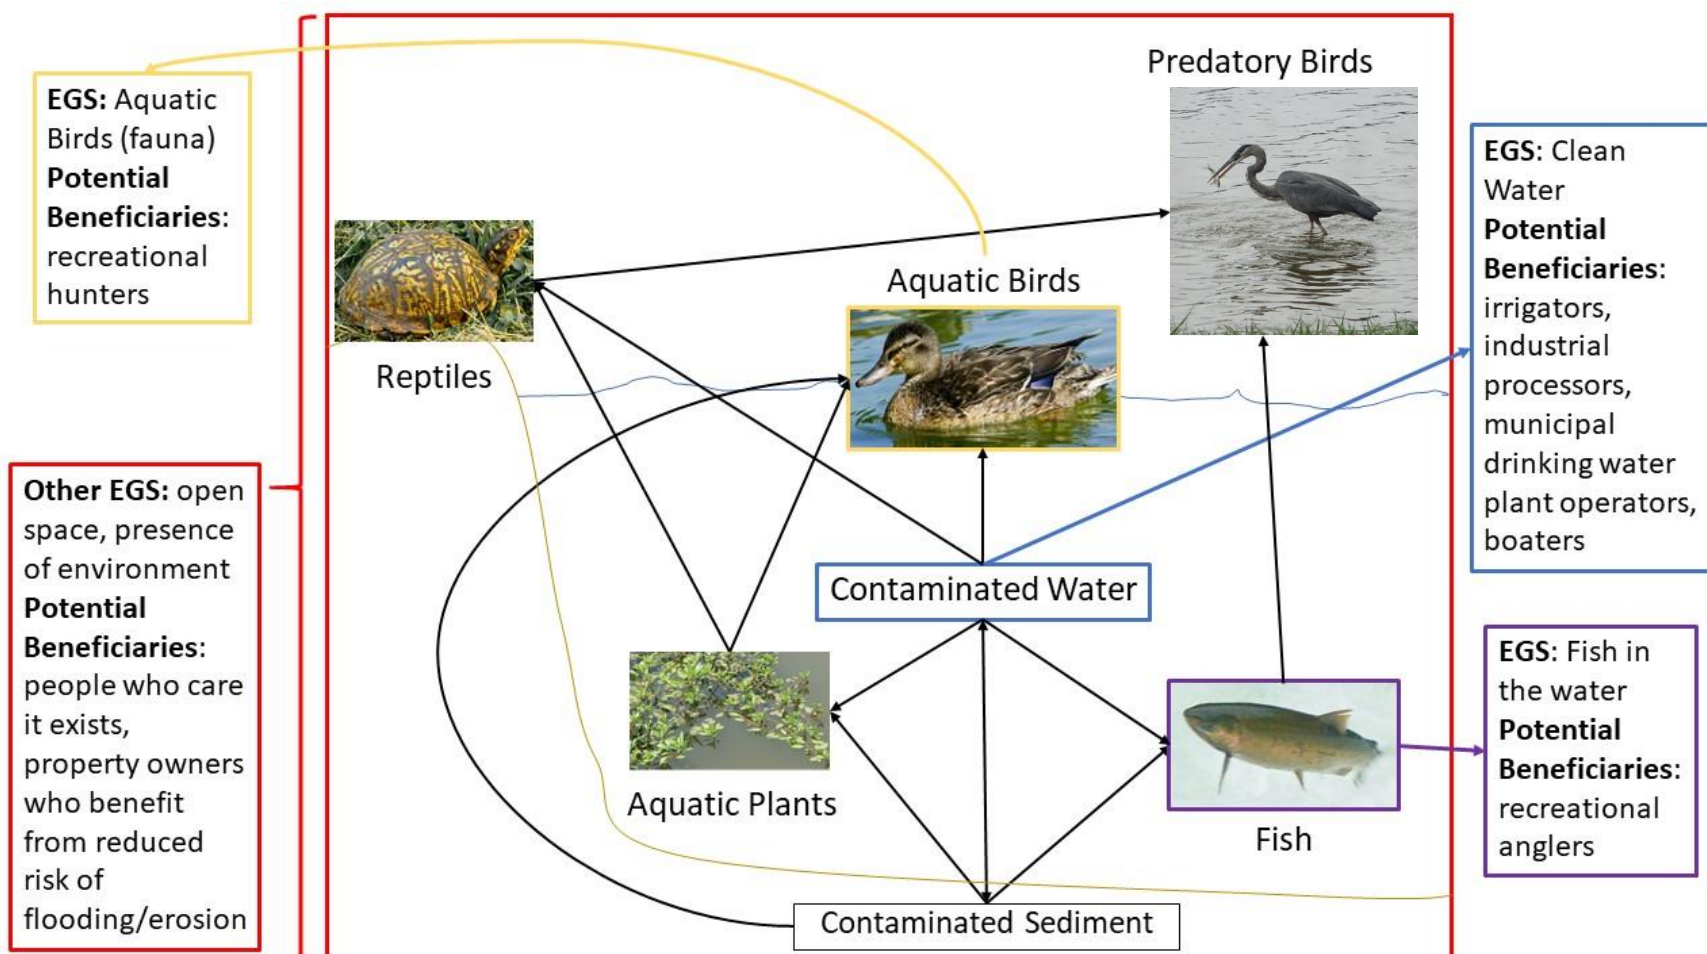 EGS: Aquatic
Birds (fauna)
Potential
Beneficiaries:
recreational
hunters
Other EGS: open
space, presence
of environment
Potential
Beneficiaries:
people who care
it exists,
property owners
who benefit
from reduced
risk of
flooding/erosion
Predatory Birds
Aquatic Birds
Reptiles
Contaminated Water
Aquatic Plants
Fish
Contaminated Sediment
EGS: Clean
Water
Potential
Beneficiaries:
irrigators,
industrial
processors,
municipal
drinking water
plant operators,
boaters
EGS: Fish in
the water
Potential
Beneficiaries:
recreational
anglers